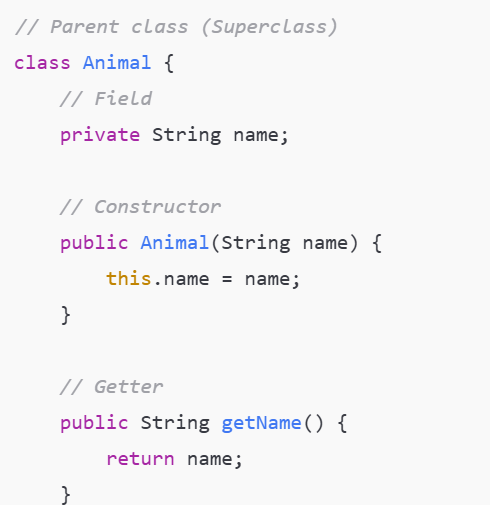 // Parent class (Superclass)
class Animal {
    // Field
    private String name;

    // Constructor
    public Animal(String name) {
        this.name = name;
    }

    // Getter
    public String getName() {
        return name;
    }